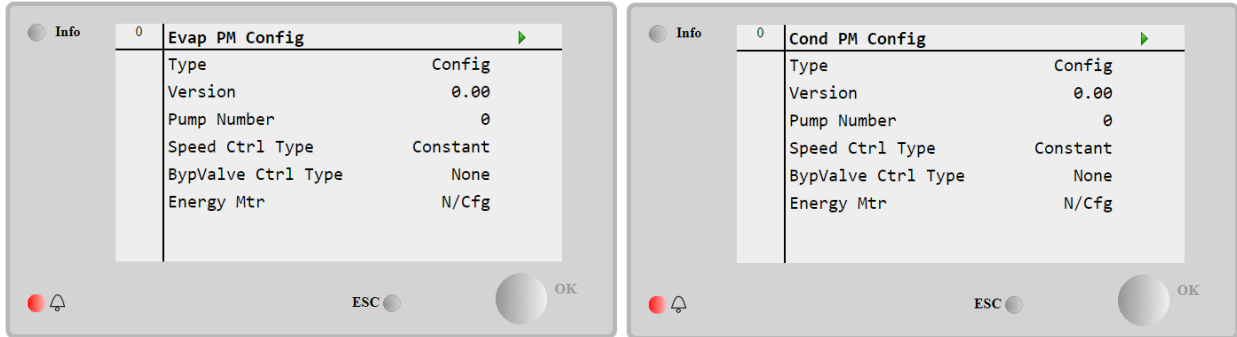 Info
0 Evap PM Config
Type Config
Version 0.00
Pump Number 0
Speed Ctrl Type Constant
BypValve Ctrl Type None
Energy Mtr N/Cfg
ESC
OK
Info
0 Cond PM Config
Type Config
Version 0.00
Pump Number 0
Speed Ctrl Type Constant
BypValve Ctrl Type None
Energy Mtr N/Cfg
ESC
OK